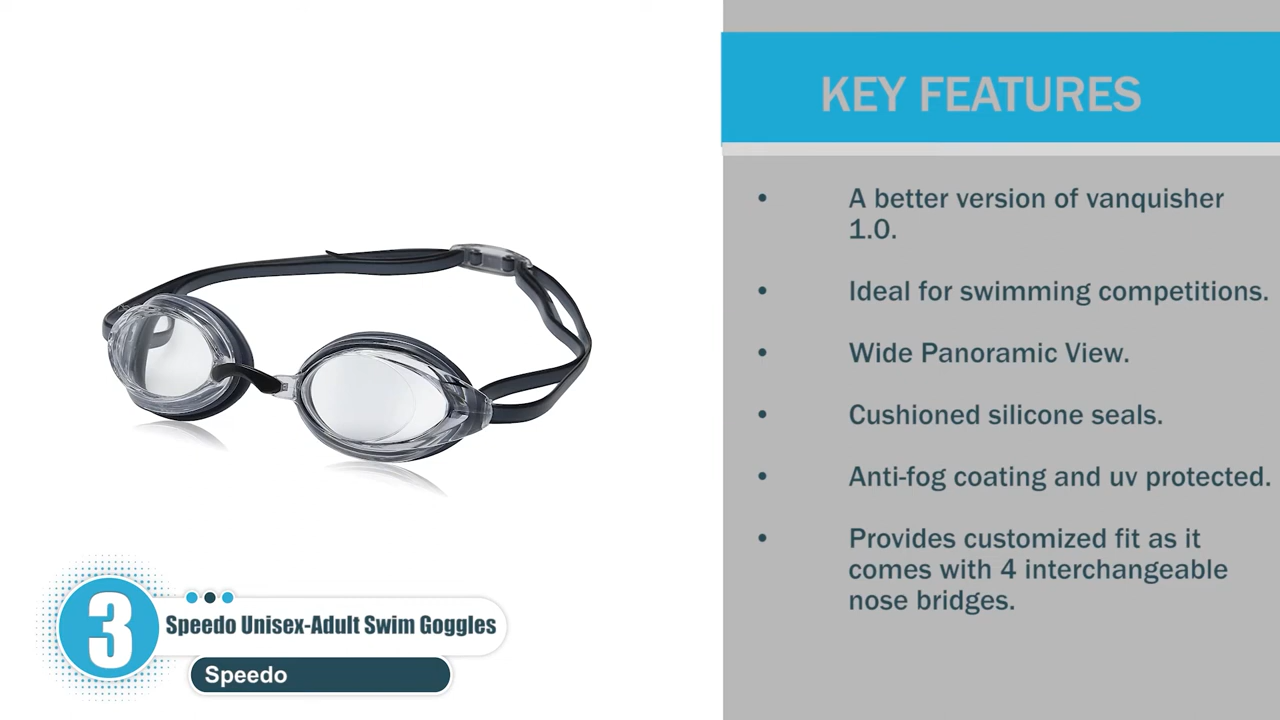 KEY FEATURES
• A better version of vanquisher
1.0.
• Ideal for swimming competitions.
• Wide Panoramic View.
• Cushioned silicone seals.
• Anti-fog coating and uv protected.
• Provides customized fit as it
comes with 4 interchangeable
nose bridges.
3
Speedo Unisex-Adult Swim Goggles
Speedo